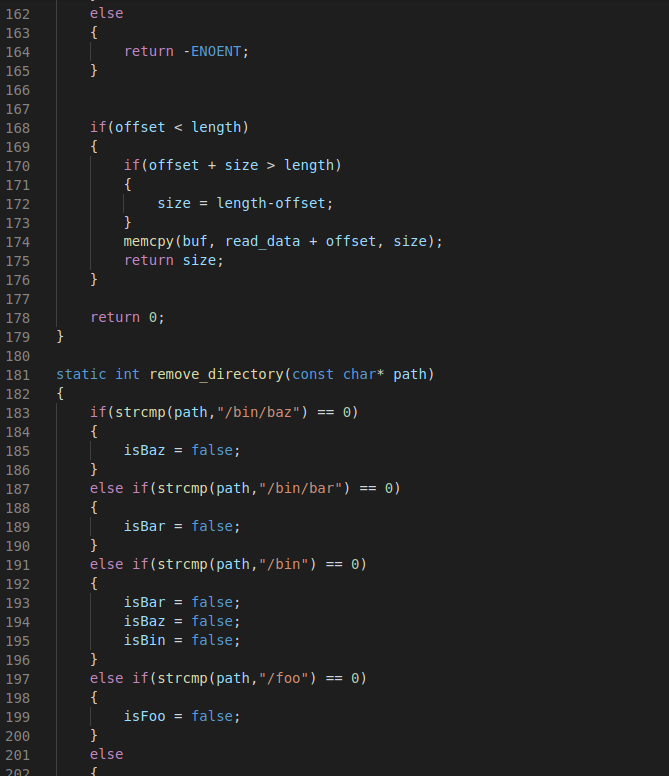 162 else
163 {
164 return -ENOENT;
165 }
166
167
168 if(offset < length)
169 {
170 if(offset + size > length)
171 {
172 size = length-offset;
173 }
174 memcpy(buf, read_data + offset, size);
175 return size;
176 }
177
178 return 0;
179 }
180
181 static int remove_directory(const char* path)
182 {
183 if(strcmp(path,"/bin/baz") == 0)
184 {
185 isBaz = false;
186 }
187 else if(strcmp(path,"/bin/bar") == 0)
188 {
189 isBar = false;
190 }
191 else if(strcmp(path,"/bin") == 0)
192 {
193 isBar = false;
194 isBaz = false;
195 isBin = false;
196 }
197 else if(strcmp(path,"/foo") == 0)
198 {
199 isFoo = false;
200 }
201 else
202 {